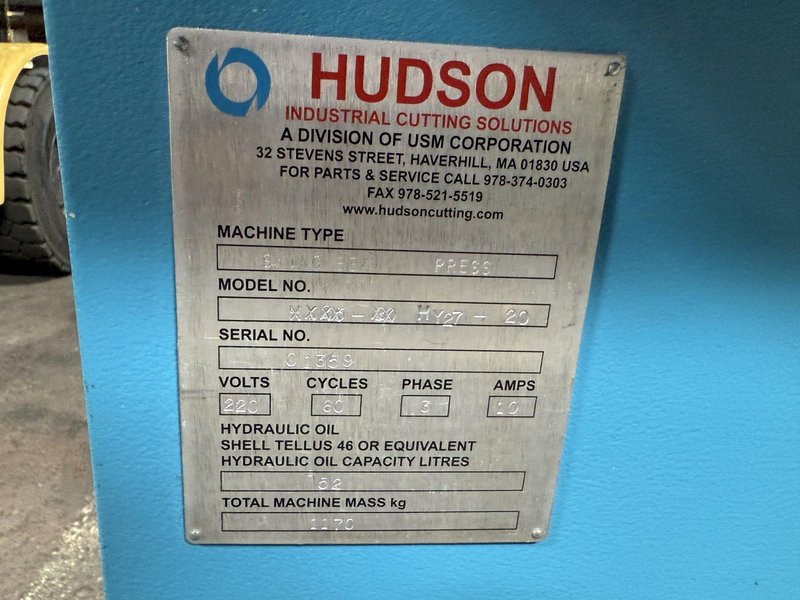 HUDSON
INDUSTRIAL CUTTING SOLUTIONS
A DIVISION OF USM CORPORATION
32 STEVENS STREET, HAVERHILL, MA 01830 USA
FOR PARTS & SERVICE CALL 978-374-0303
FAX 978-521-5519
www.hudsoncutting.com
MACHINE TYPE
PRESS
MODEL NO.
HY27 - 20
SERIAL NO.
C1359
VOLTS CYCLES PHASE AMPS
220 60 3 10
HYDRAULIC OIL
SHELL TELLUS 46 OR EQUIVALENT
HYDRAULIC OIL CAPACITY LITRES
52
TOTAL MACHINE MASS kg
1170